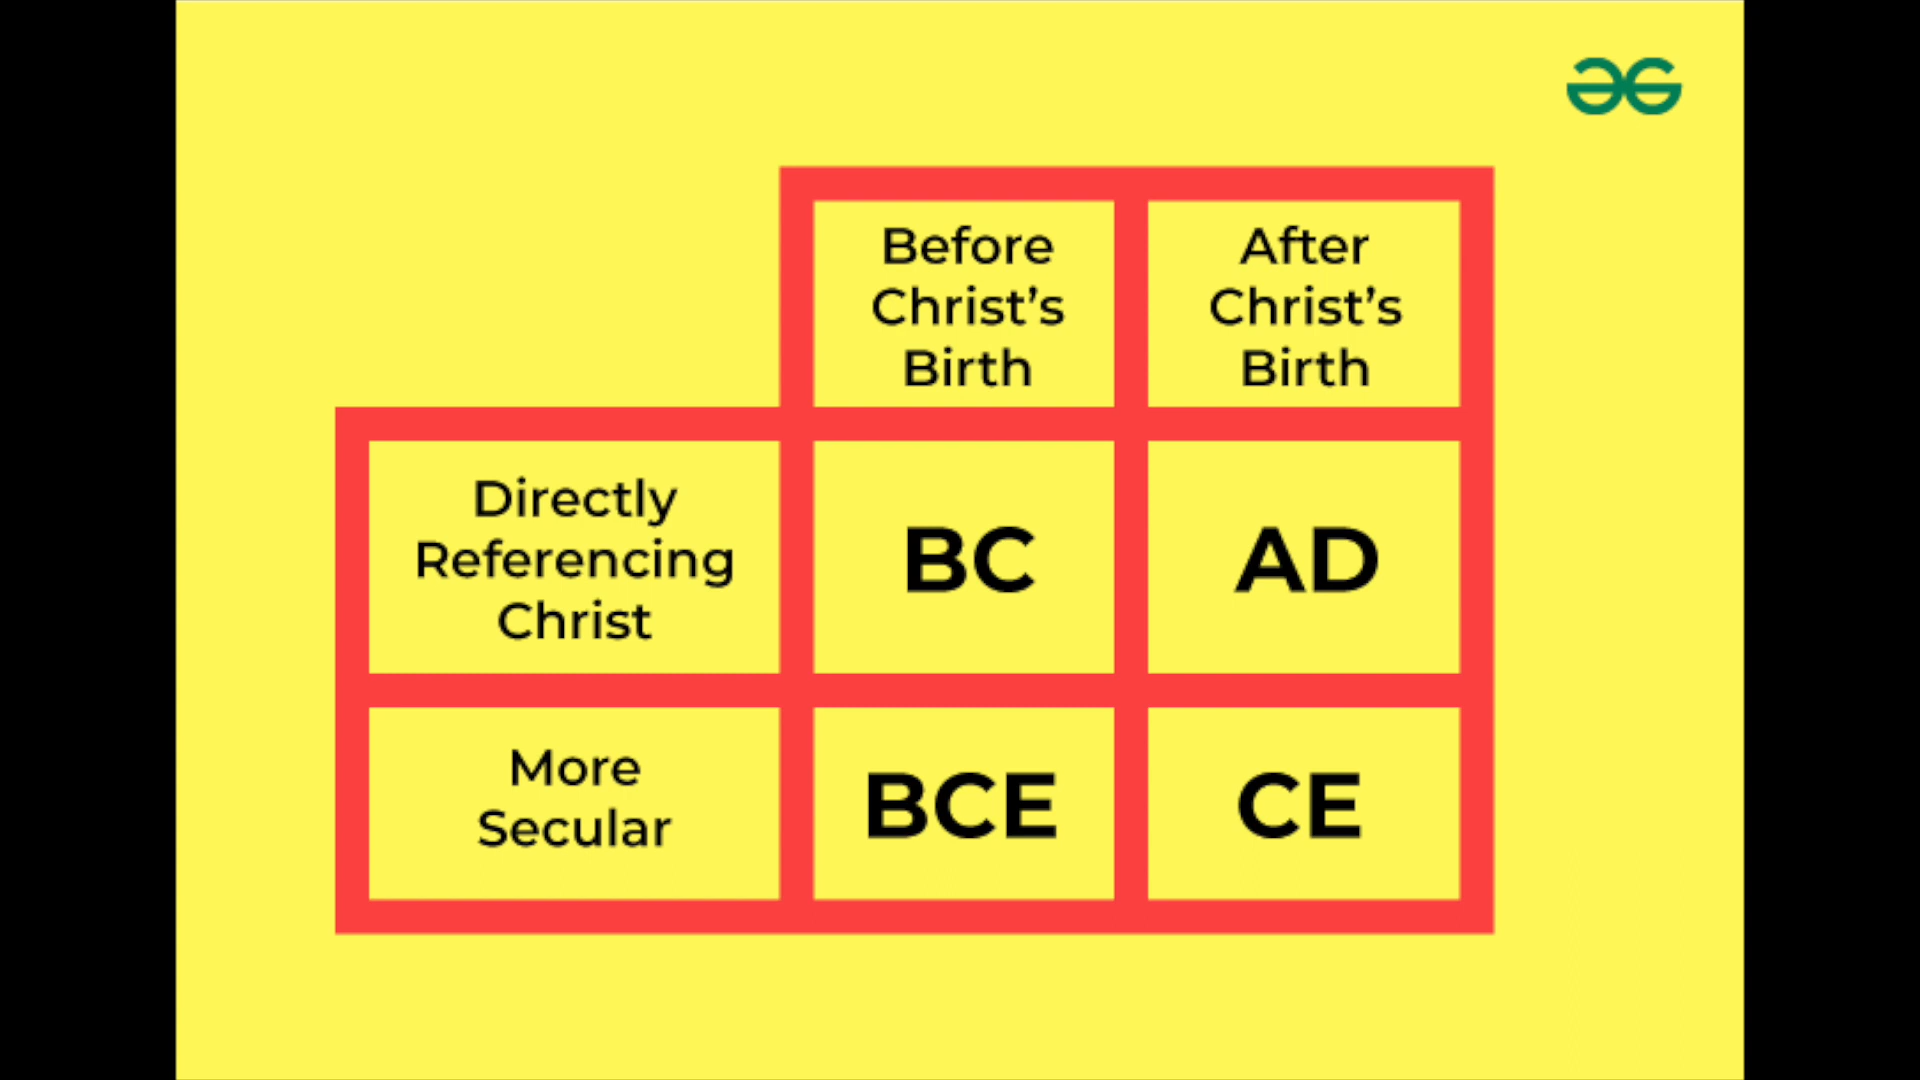 Before
Christ’s
Birth
After
Christ’s
Birth
Directly
Referencing
Christ
BC
AD
More
Secular
BCE
CE